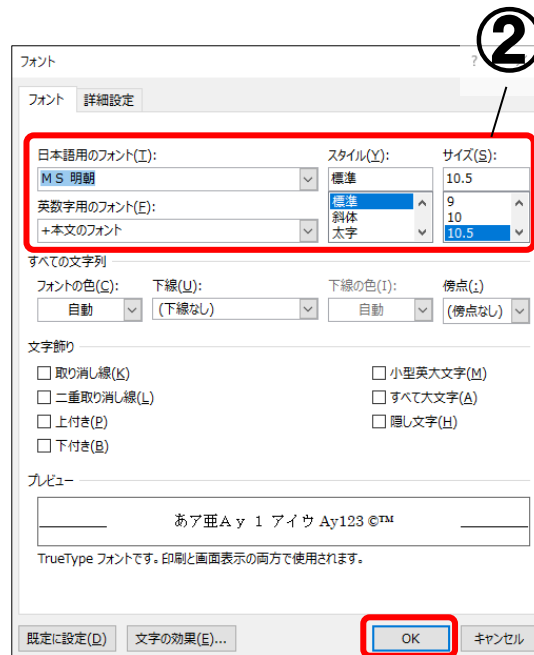 ②
フォント ?
フォント 詳細設定
日本語用のフォント(T): スタイル(Y): サイズ(S):
ＭＳ 明朝 標準 10.5
標準 9
英数字用のフォント(F): 斜体 10
+本文のフォント 太字 10.5
すべての文字列
フォントの色(C): 下線(U): 下線の色(I): 傍点(:)
自動 (下線なし) 自動 (傍点なし)
文字飾り
取り消し線(K) 小型英大文字(M)
二重取り消し線(L) すべて大文字(A)
上付き(P) 隠し文字(H)
下付き(B)
プレビュー
あア亜Ａｙ １ アイウ Ay123 ©™
TrueType フォントです。印刷と画面表示の両方で使用されます。
既定に設定(D) 文字の効果(E)... OK キャンセル